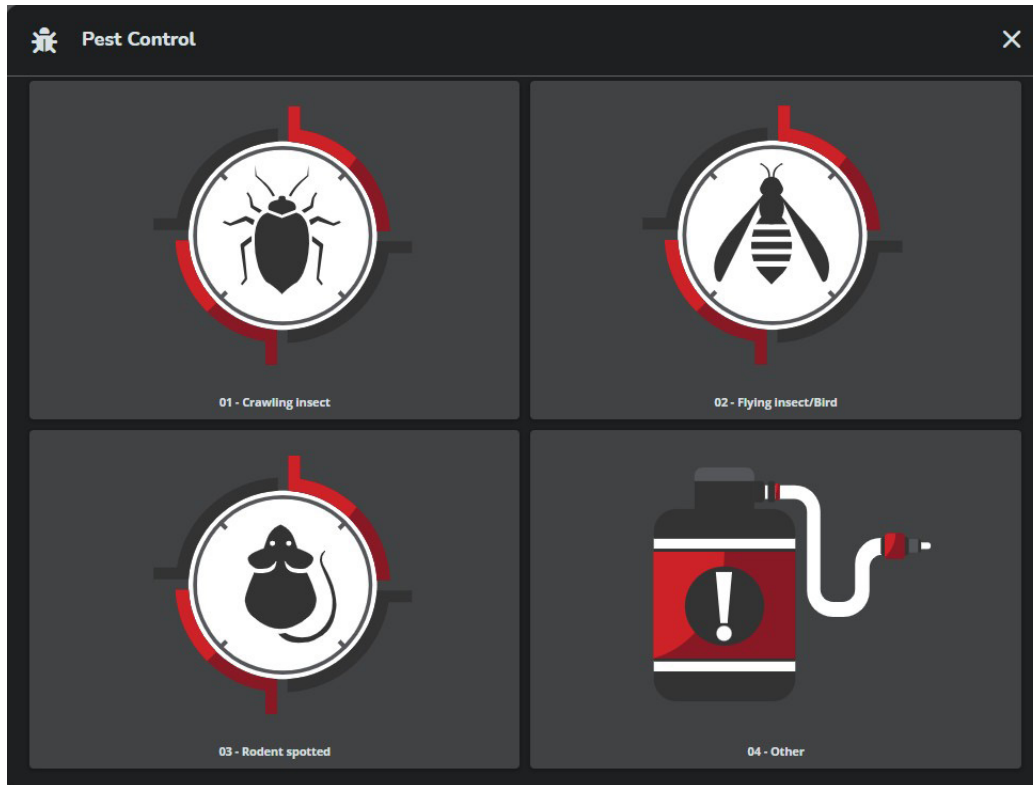 Pest Control
01 - Crawling insect
02 - Flying insect/Bird
03 - Rodent spotted
04 - Other